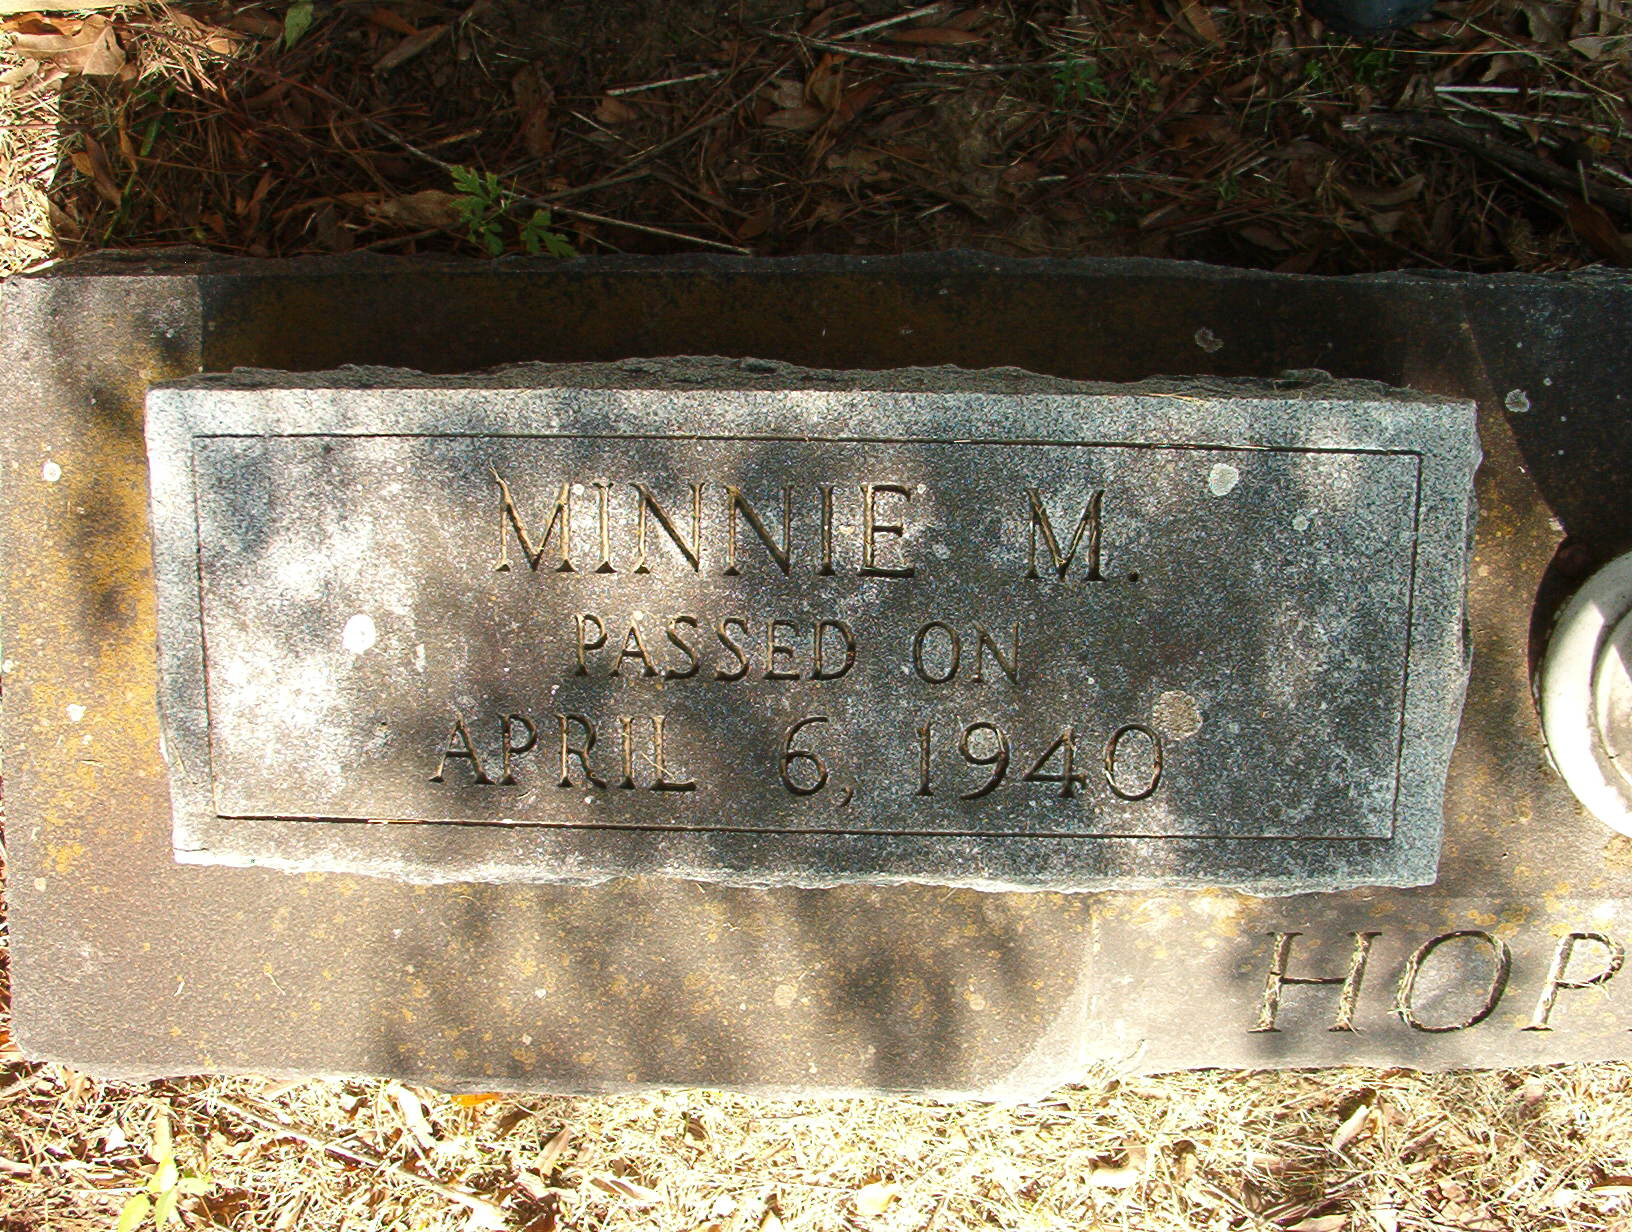 MINNIE M.
PASSED ON
APRIL 6, 1940
HOP